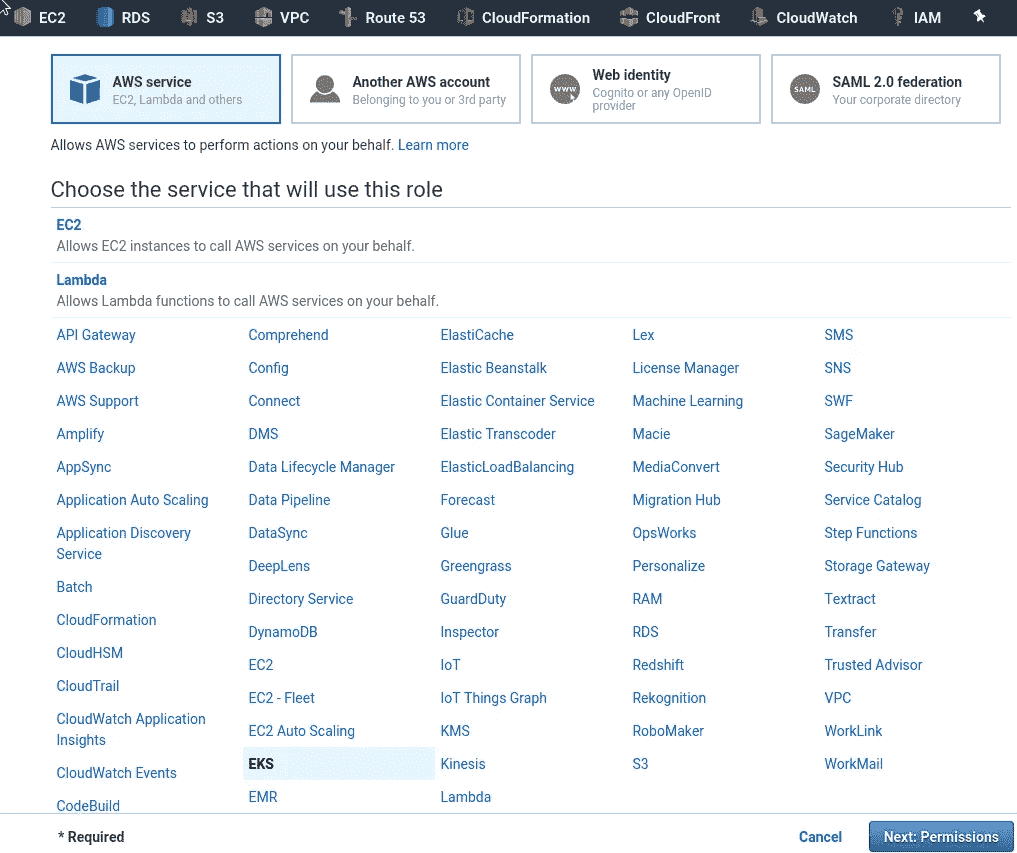 EC2 RDS S3 VPC Route 53 CloudFormation CloudFront CloudWatch IAM
AWS service
EC2, Lambda and others
Another AWS account
Belonging to you or 3rd party
www
Web identity
Cognito or any OpenID
provider
SAML
SAML 2.0 federation
Your corporate directory
Allows AWS services to perform actions on your behalf. Learn more
Choose the service that will use this role
EC2
Allows EC2 instances to call AWS services on your behalf.
Lambda
Allows Lambda functions to call AWS services on your behalf.
API Gateway
AWS Backup
AWS Support
Amplify
AppSync
Application Auto Scaling
Application Discovery
Service
Batch
CloudFormation
CloudHSM
CloudTrail
CloudWatch Application
Insights
CloudWatch Events
CodeBuild
Comprehend
Config
Connect
DMS
Data Lifecycle Manager
Data Pipeline
DataSync
DeepLens
Directory Service
DynamoDB
EC2
EC2 - Fleet
EC2 Auto Scaling
EKS
EMR
ElastiCache
Elastic Beanstalk
Elastic Container Service
Elastic Transcoder
ElasticLoadBalancing
Forecast
Glue
Greengrass
GuardDuty
Inspector
IoT
IoT Things Graph
KMS
Kinesis
Lambda
Lex
License Manager
Machine Learning
Macie
MediaConvert
Migration Hub
OpsWorks
Personalize
RAM
RDS
Redshift
Rekognition
RoboMaker
S3
SMS
SNS
SWF
SageMaker
Security Hub
Service Catalog
Step Functions
Storage Gateway
Textract
Transfer
Trusted Advisor
VPC
WorkLink
WorkMail
* Required
Cancel
Next: Permissions